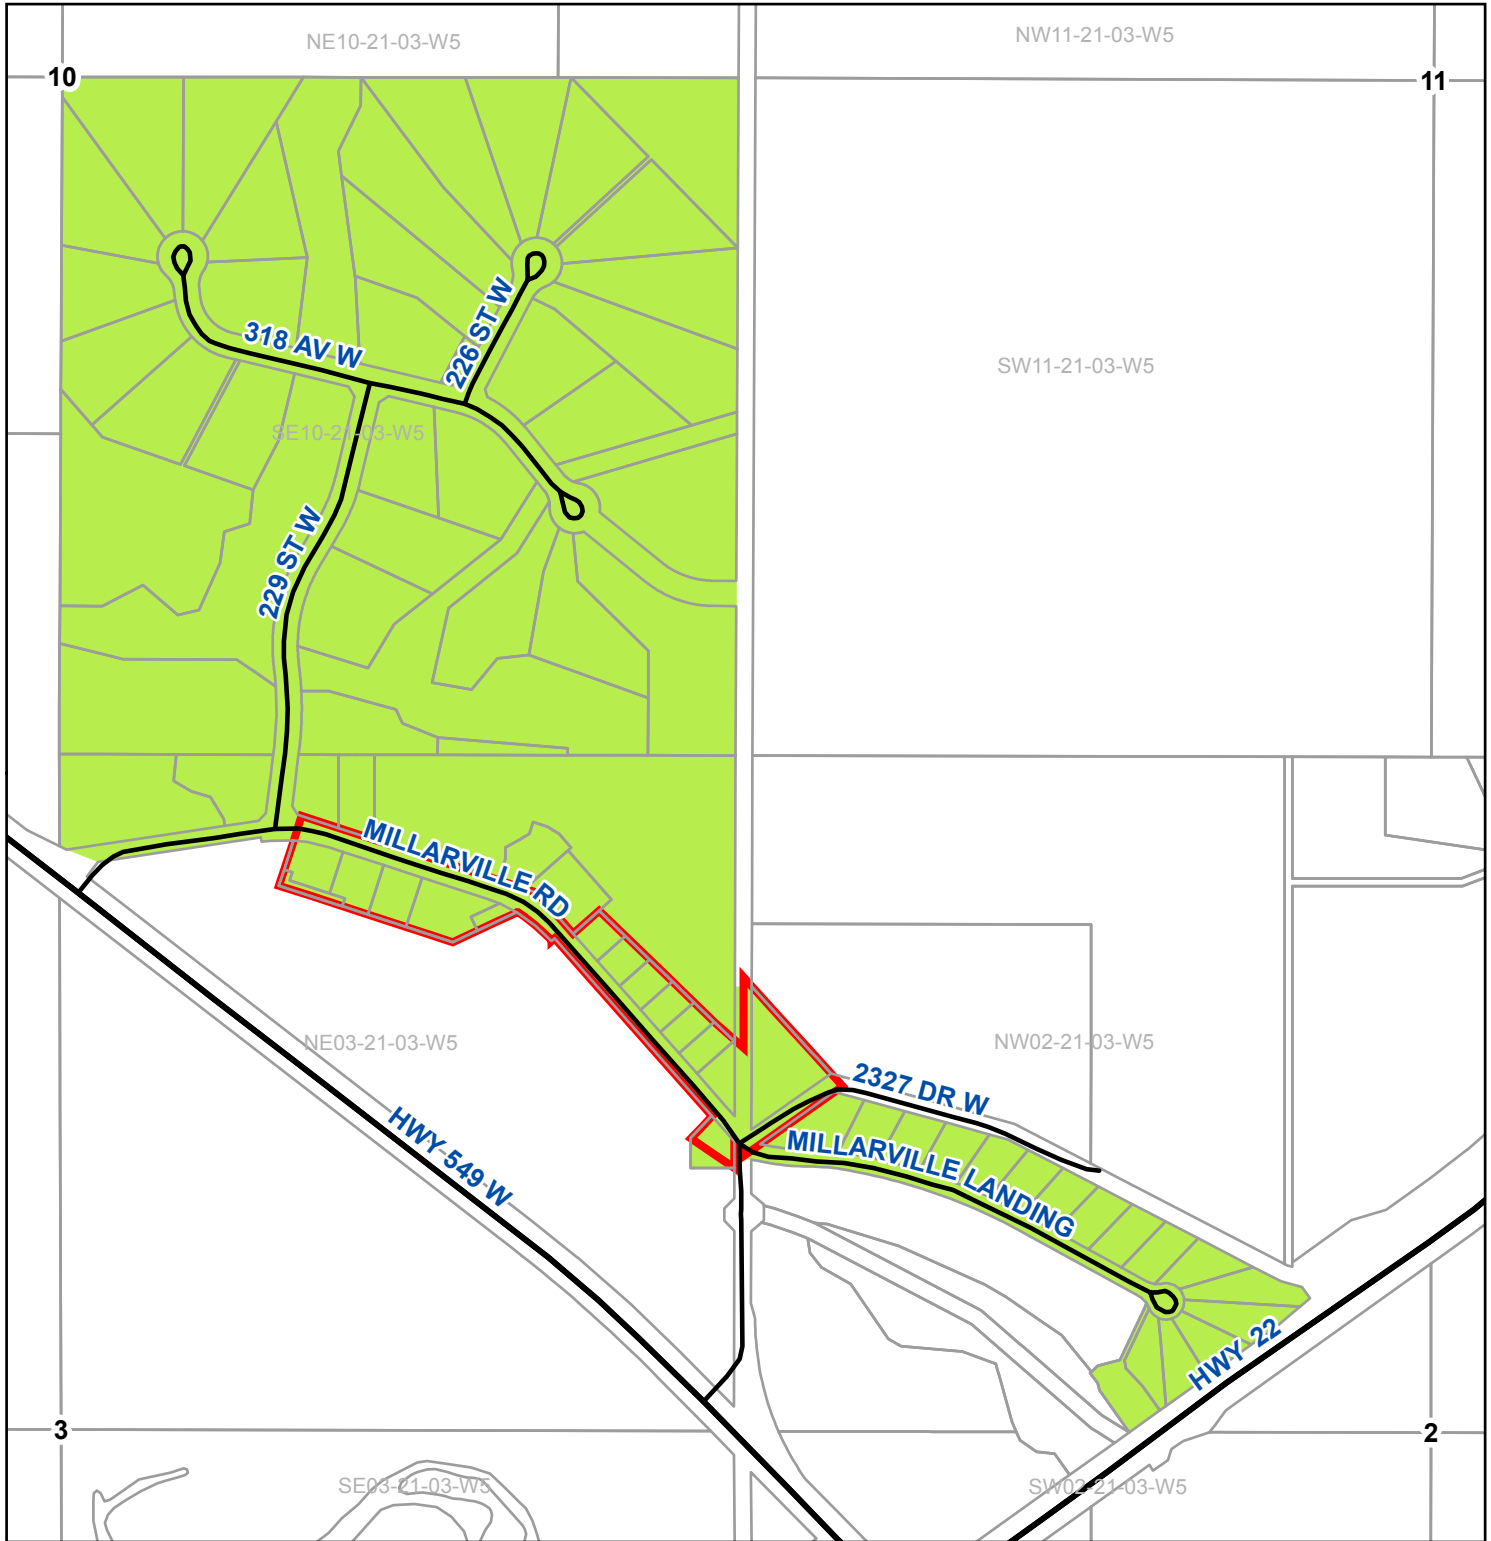 NE10-21-03-W5
NW11-21-03-W5
10
11
318 AV W
226 ST W
SW11-21-03-W5
SE10-21-03-W5
229 ST W
MILLARVILLE RD
NE03-21-03-W5
NW02-21-03-W5
2327 DR W
HWY 549 W
MILLARVILLE LANDING
HWY 22
3
2
SE03-21-03-W5
SW02-21-03-W5